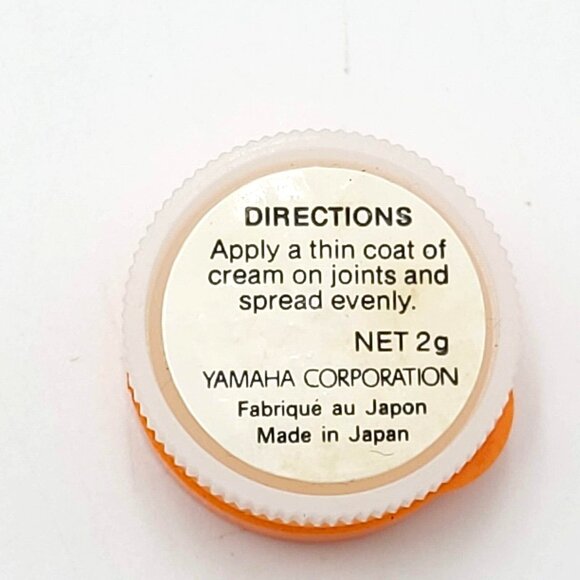 DIRECTIONS
Apply a thin coat of
cream on joints and
spread evenly.
NET 2g
YAMAHA CORPORATION
Fabriqué au Japon
Made in Japan